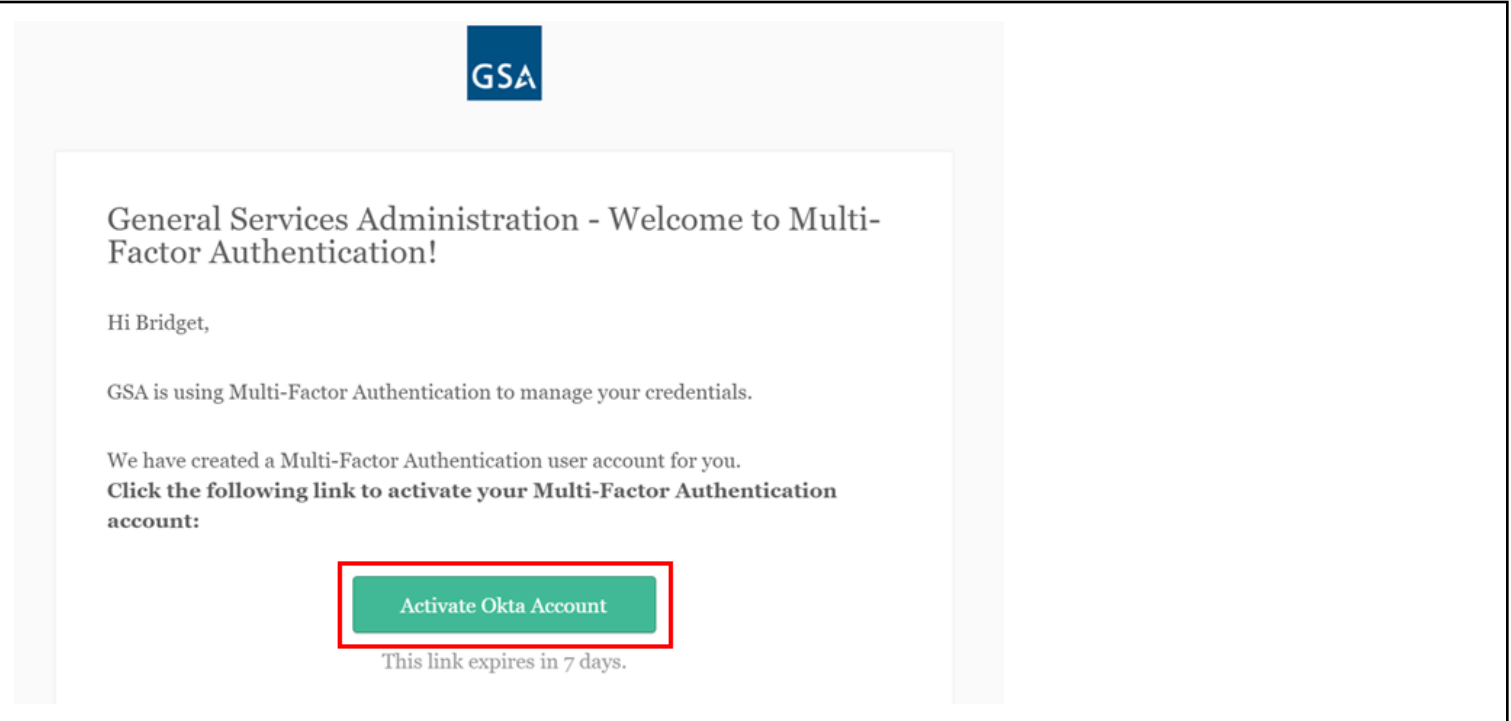 GSA
General Services Administration - Welcome to Multi-
Factor Authentication!
Hi Bridget,
GSA is using Multi-Factor Authentication to manage your credentials.
We have created a Multi-Factor Authentication user account for you.
Click the following link to activate your Multi-Factor Authentication
account:
Activate Okta Account
This link expires in 7 days.